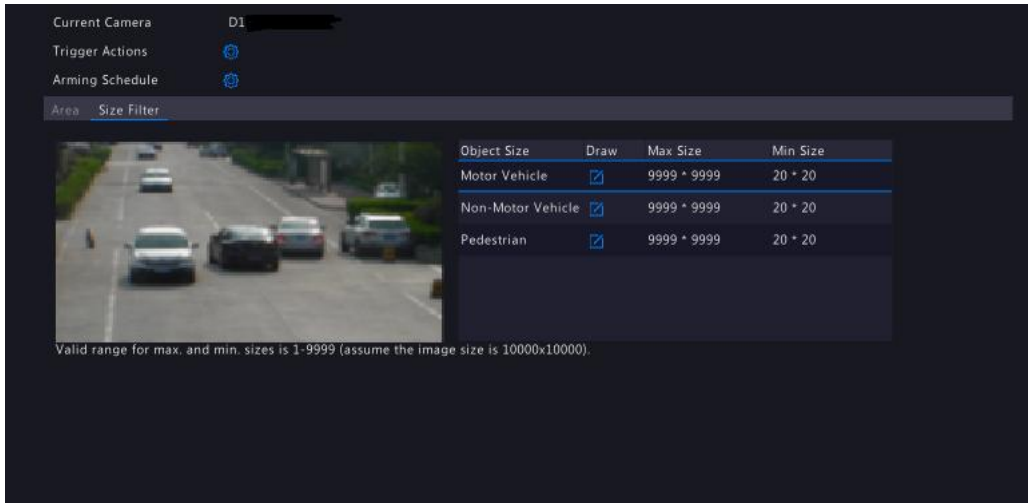 Current Camera D1
Trigger Actions
Arming Schedule
Area Size Filter
Object Size Draw Max Size Min Size
Motor Vehicle 9999 * 9999 20 * 20
Non-Motor Vehicle 9999 * 9999 20 * 20
Pedestrian 9999 * 9999 20 * 20
Valid range for max. and min. sizes is 1-9999 (assume the image size is 10000x10000).